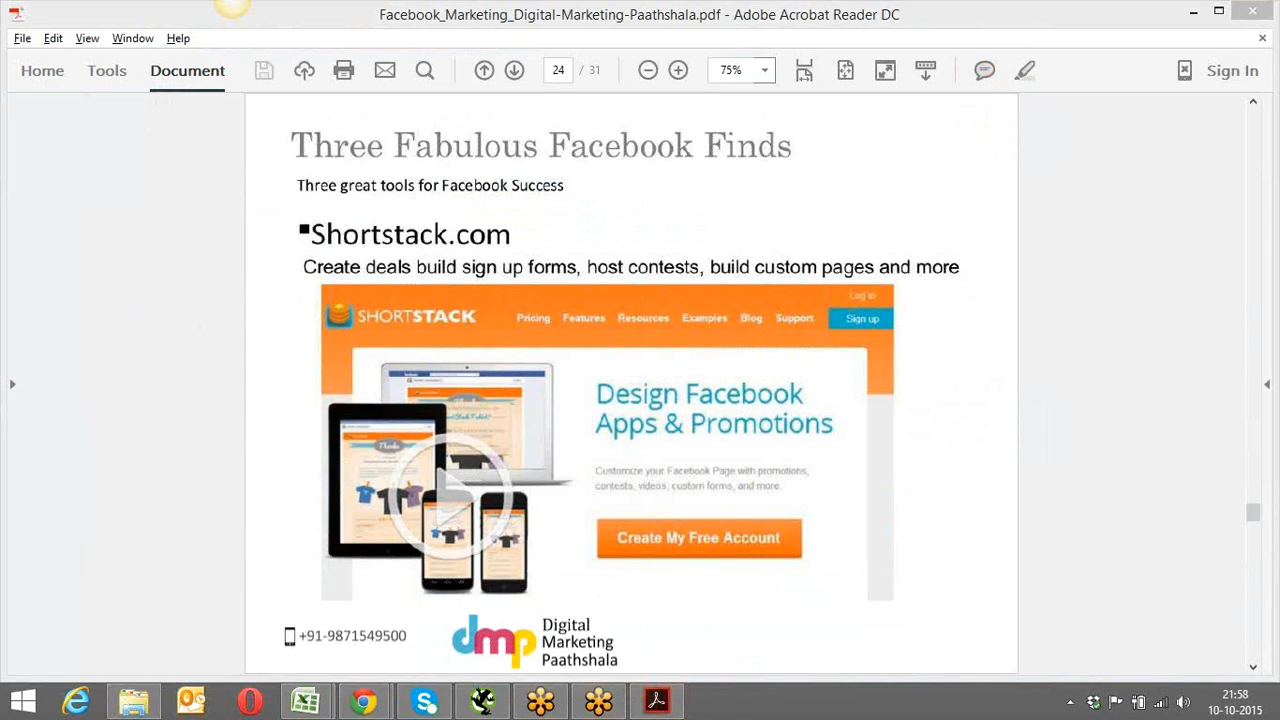 Facebook_Marketing_Digital-Marketing-Paathshala.pdf - Adobe Acrobat Reader DC
File Edit View Window Help
Home Tools Document 24 / 31 75% Sign In
Three Fabulous Facebook Finds
Three great tools for Facebook Success
▪Shortstack.com
Create deals build sign up forms, host contests, build custom pages and more
Log in
SHORTSTACK Pricing Features Resources Examples Blog Support Sign up
Design Facebook
Apps & Promotions
Customize your Facebook Page with promotions,
contests, videos, custom forms, and more.
Create My Free Account
+91-9871549500
dmp Digital
Marketing
Paathshala
21:58
10-10-2015